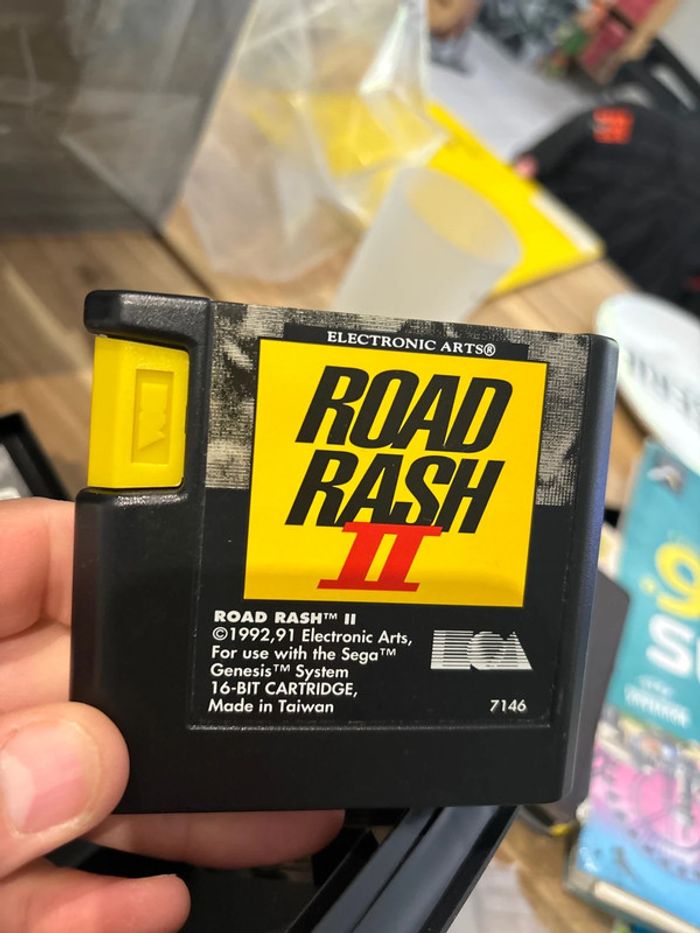 ELECTRONIC ARTS®
ROAD
RASH
II
ROAD RASH™ II
©1992,91 Electronic Arts,
For use with the Sega™
Genesis™ System
16-BIT CARTRIDGE,
Made in Taiwan
EA
7146